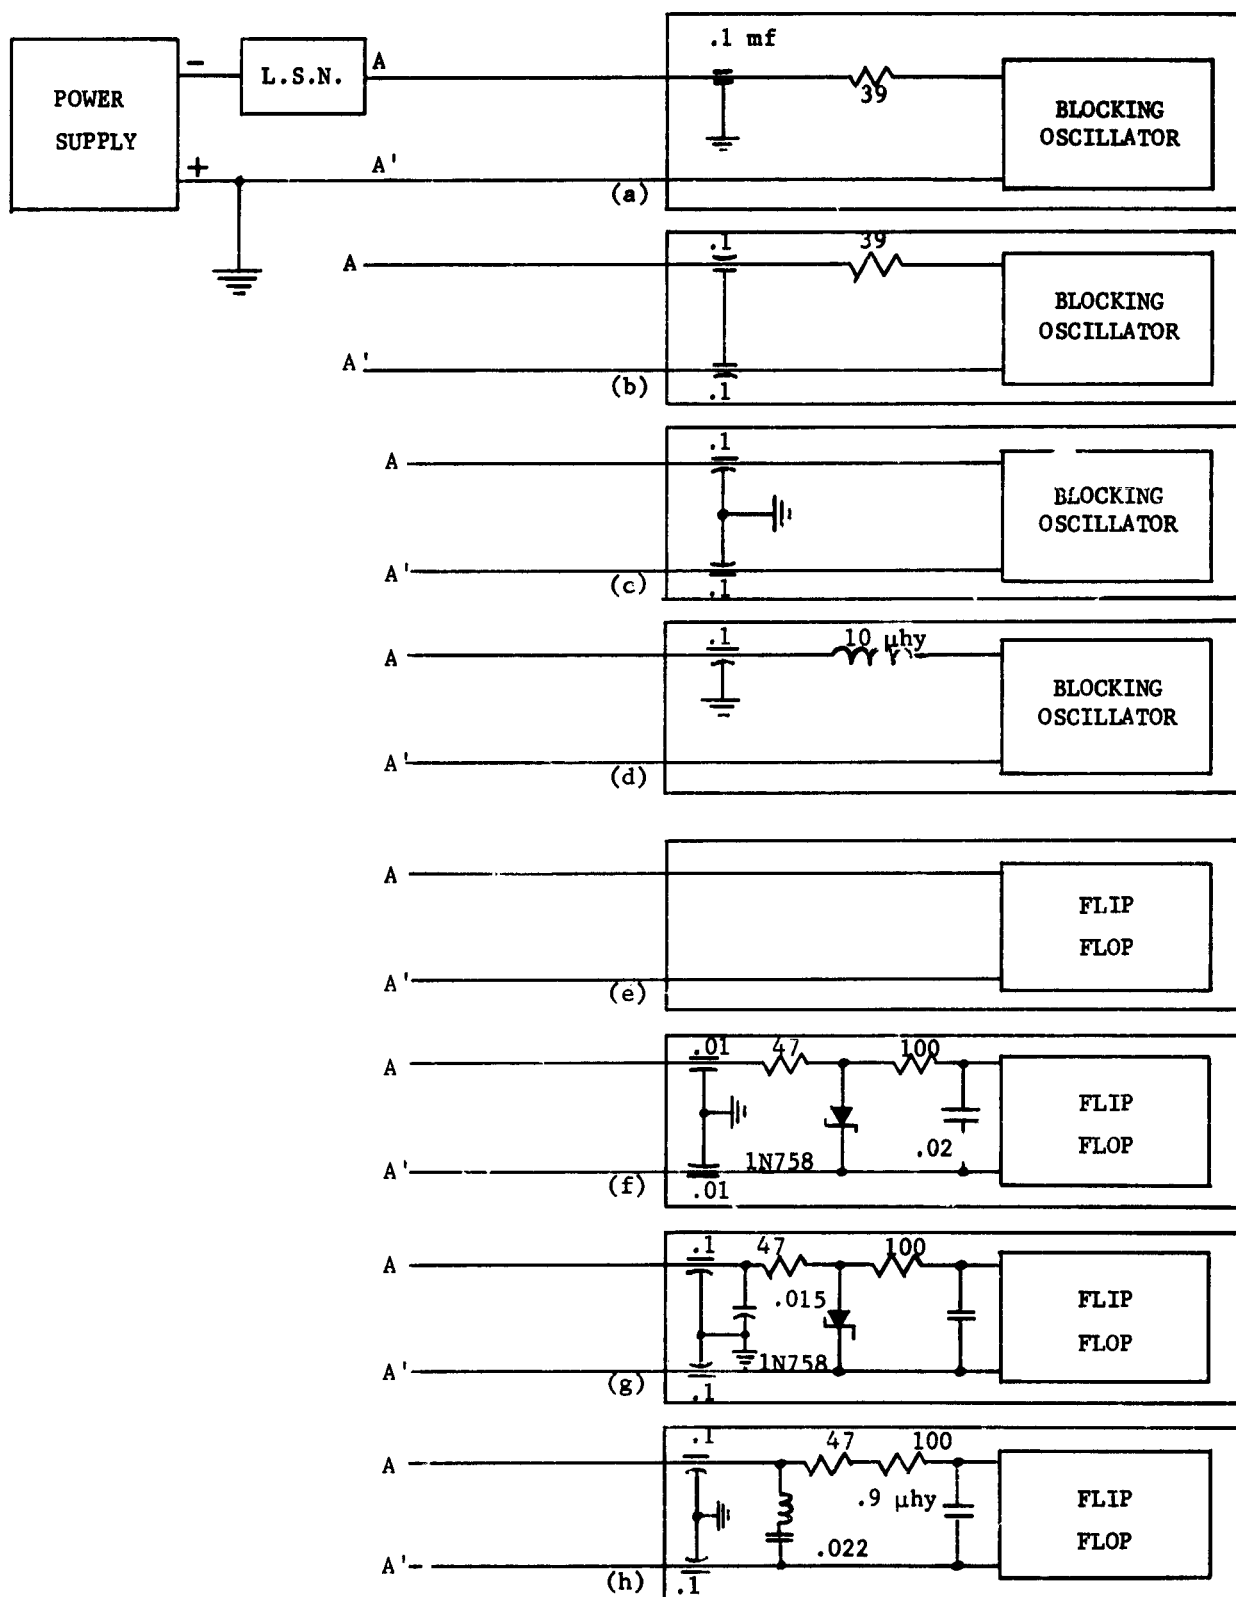 .1 mf
POWER
SUPPLY
-
L.S.N.
A
39
BLOCKING
OSCILLATOR
+
A'
(a)
.1
39
A
BLOCKING
OSCILLATOR
A'
(b)
.1
.1
A
BLOCKING
OSCILLATOR
A'
(c)
.1
.1
10 μhy
A
BLOCKING
OSCILLATOR
A'
(d)
A
FLIP
FLOP
A'
(e)
.01
47
100
A
FLIP
FLOP
.02
1N758
A'
(f)
.01
.1
47
100
A
.015
FLIP
FLOP
1N758
A'
(g)
.1
.1
47
100
A
.9 μhy
FLIP
FLOP
.022
A'
(h)
.1